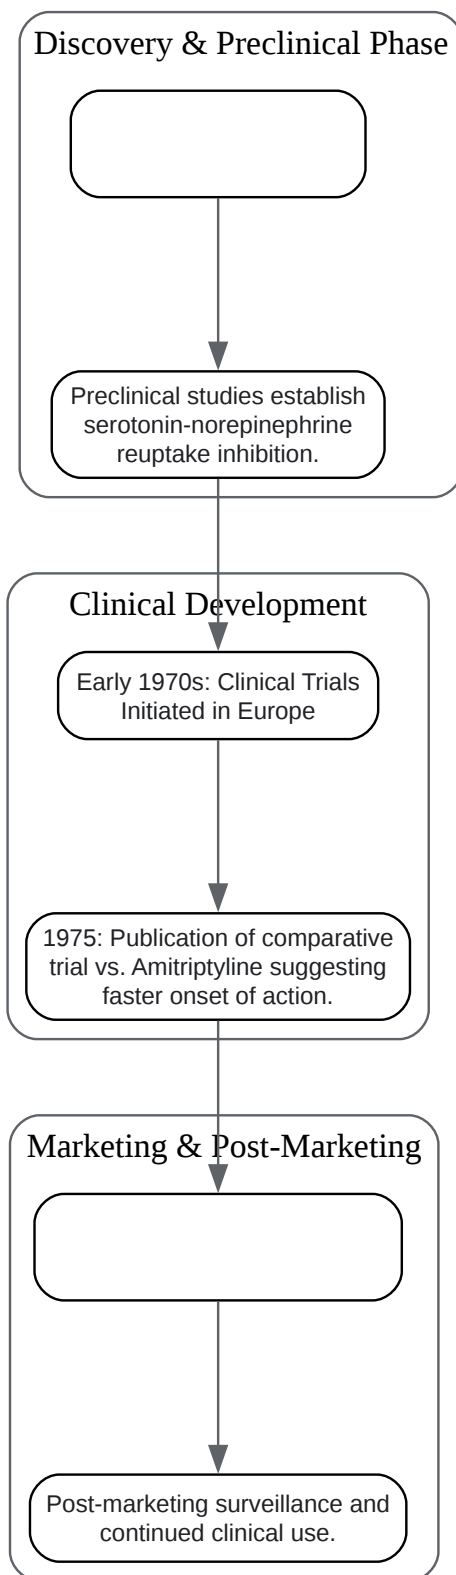 Discovery & Preclinical Phase
Preclinical studies establish
serotonin-norepinephrine
reuptake inhibition.
Clinical Development
Early 1970s: Clinical Trials
Initiated in Europe
1975: Publication of comparative
trial vs. Amitriptyline suggesting
faster onset of action.
Marketing & Post-Marketing
Post-marketing surveillance and
continued clinical use.